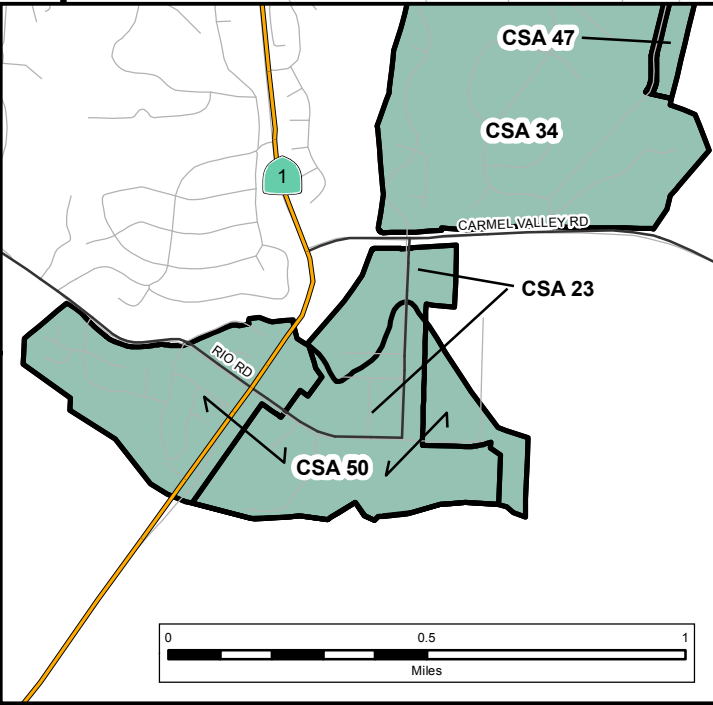 CSA 47
CSA 34
1
CARMEL VALLEY RD
CSA 23
RIO RD
CSA 50
0
0.5
1
Miles